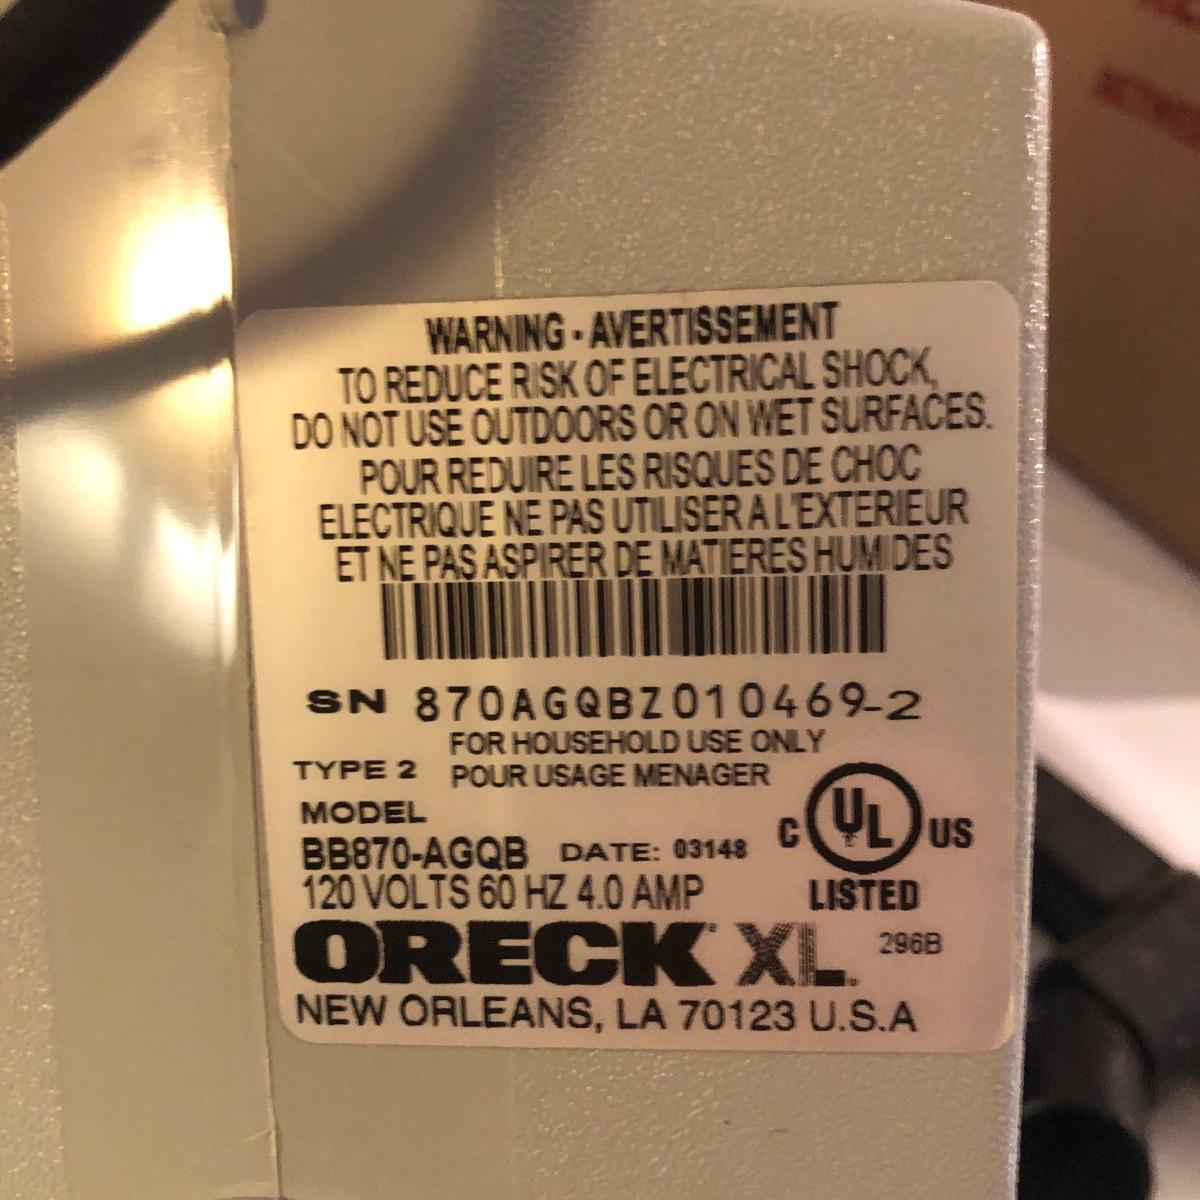 WARNING - AVERTISSEMENT
TO REDUCE RISK OF ELECTRICAL SHOCK,
DO NOT USE OUTDOORS OR ON WET SURFACES.
POUR REDUIRE LES RISQUES DE CHOC
ELECTRIQUE NE PAS UTILISER A L'EXTERIEUR
ET NE PAS ASPIRER DE MATIERES HUMIDES
SN 870AGQBZ010469-2
FOR HOUSEHOLD USE ONLY
TYPE 2 POUR USAGE MENAGER
MODEL
BB870-AGQB DATE: 03148
C UL US
LISTED
120 VOLTS 60 HZ 4.0 AMP
ORECK XL. 296B
NEW ORLEANS, LA 70123 U.S.A